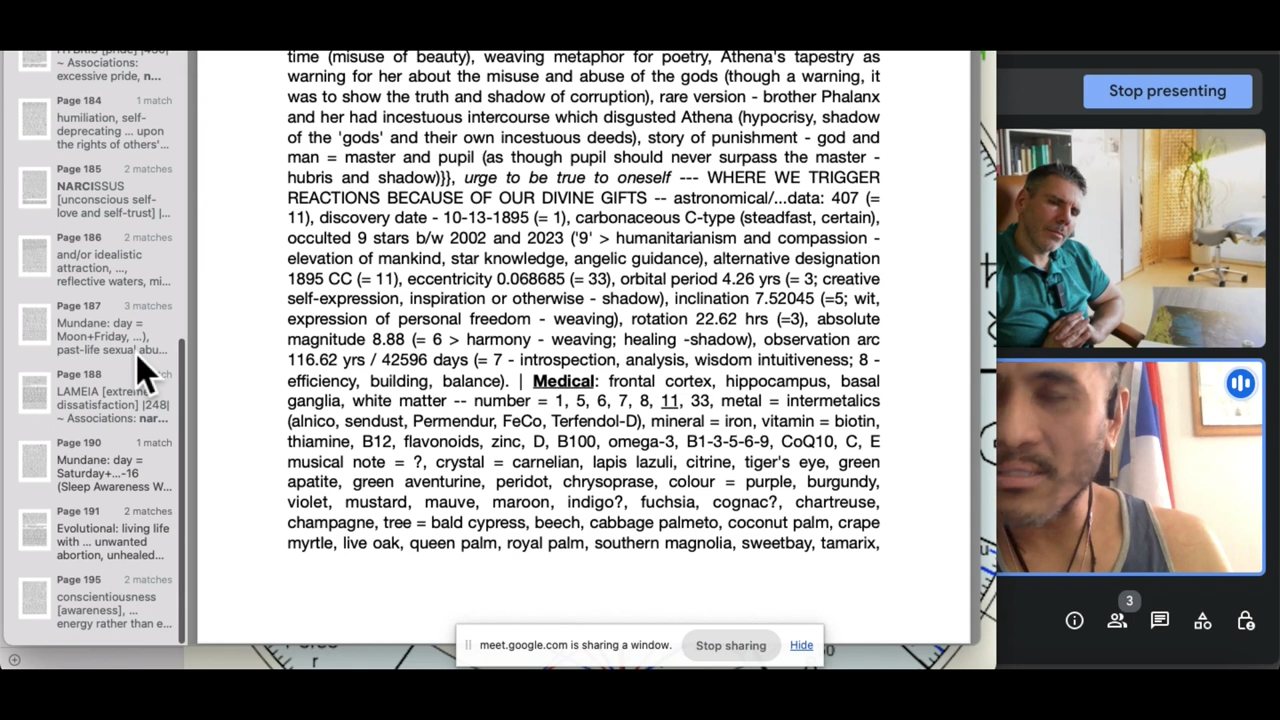 ~ Associations:
excessive pride, n...
Page 184 1 match
humiliation, self-
deprecating ... upon
the rights of others'...
Page 185 2 matches
NARCISSUS
[unconscious self-
love and self-trust] |...
Page 186 2 matches
and/or idealistic
attraction, ...,
reflective waters, mi...
Page 187 3 matches
Mundane: day =
Moon+Friday, ...),
past-life sexual abu...
Page 188
LAMEIA [extreme
dissatisfaction] |248|
~ Associations: nar...
Page 190 1 match
Mundane: day =
Saturday+...-16
(Sleep Awareness W...
Page 191 2 matches
Evolutional: living life
with ... unwanted
abortion, unhealed...
Page 195 2 matches
conscientiousness
[awareness], ...
energy rather than e...
time (misuse of beauty), weaving metaphor for poetry, Athena's tapestry as
warning for her about the misuse and abuse of the gods (though a warning, it
was to show the truth and shadow of corruption), rare version - brother Phalanx
and her had incestuous intercourse which disgusted Athena (hypocrisy, shadow
of the 'gods' and their own incestuous deeds), story of punishment - god and
man = master and pupil (as though pupil should never surpass the master -
hubris and shadow)}}, urge to be true to oneself --- WHERE WE TRIGGER
REACTIONS BECAUSE OF OUR DIVINE GIFTS -- astronomical/...data: 407 (=
11), discovery date - 10-13-1895 (= 1), carbonaceous C-type (steadfast, certain),
occulted 9 stars b/w 2002 and 2023 ('9' > humanitarianism and compassion -
elevation of mankind, star knowledge, angelic guidance), alternative designation
1895 CC (= 11), eccentricity 0.068685 (= 33), orbital period 4.26 yrs (= 3; creative
self-expression, inspiration or otherwise - shadow), inclination 7.52045 (=5; wit,
expression of personal freedom - weaving), rotation 22.62 hrs (=3), absolute
magnitude 8.88 (= 6 > harmony - weaving; healing -shadow), observation arc
116.62 yrs / 42596 days (= 7 - introspection, analysis, wisdom intuitiveness; 8 -
efficiency, building, balance). | Medical: frontal cortex, hippocampus, basal
ganglia, white matter -- number = 1, 5, 6, 7, 8, 11, 33, metal = intermetalics
(alnico, sendust, Permendur, FeCo, Terfendol-D), mineral = iron, vitamin = biotin,
thiamine, B12, flavonoids, zinc, D, B100, omega-3, B1-3-5-6-9, CoQ10, C, E
musical note = ?, crystal = carnelian, lapis lazuli, citrine, tiger's eye, green
apatite, green aventurine, peridot, chrysoprase, colour = purple, burgundy,
violet, mustard, mauve, maroon, indigo?, fuchsia, cognac?, chartreuse,
champagne, tree = bald cypress, beech, cabbage palmeto, coconut palm, crape
myrtle, live oak, queen palm, royal palm, southern magnolia, sweetbay, tamarix,
meet.google.com is sharing a window. Stop sharing Hide
Stop presenting
3